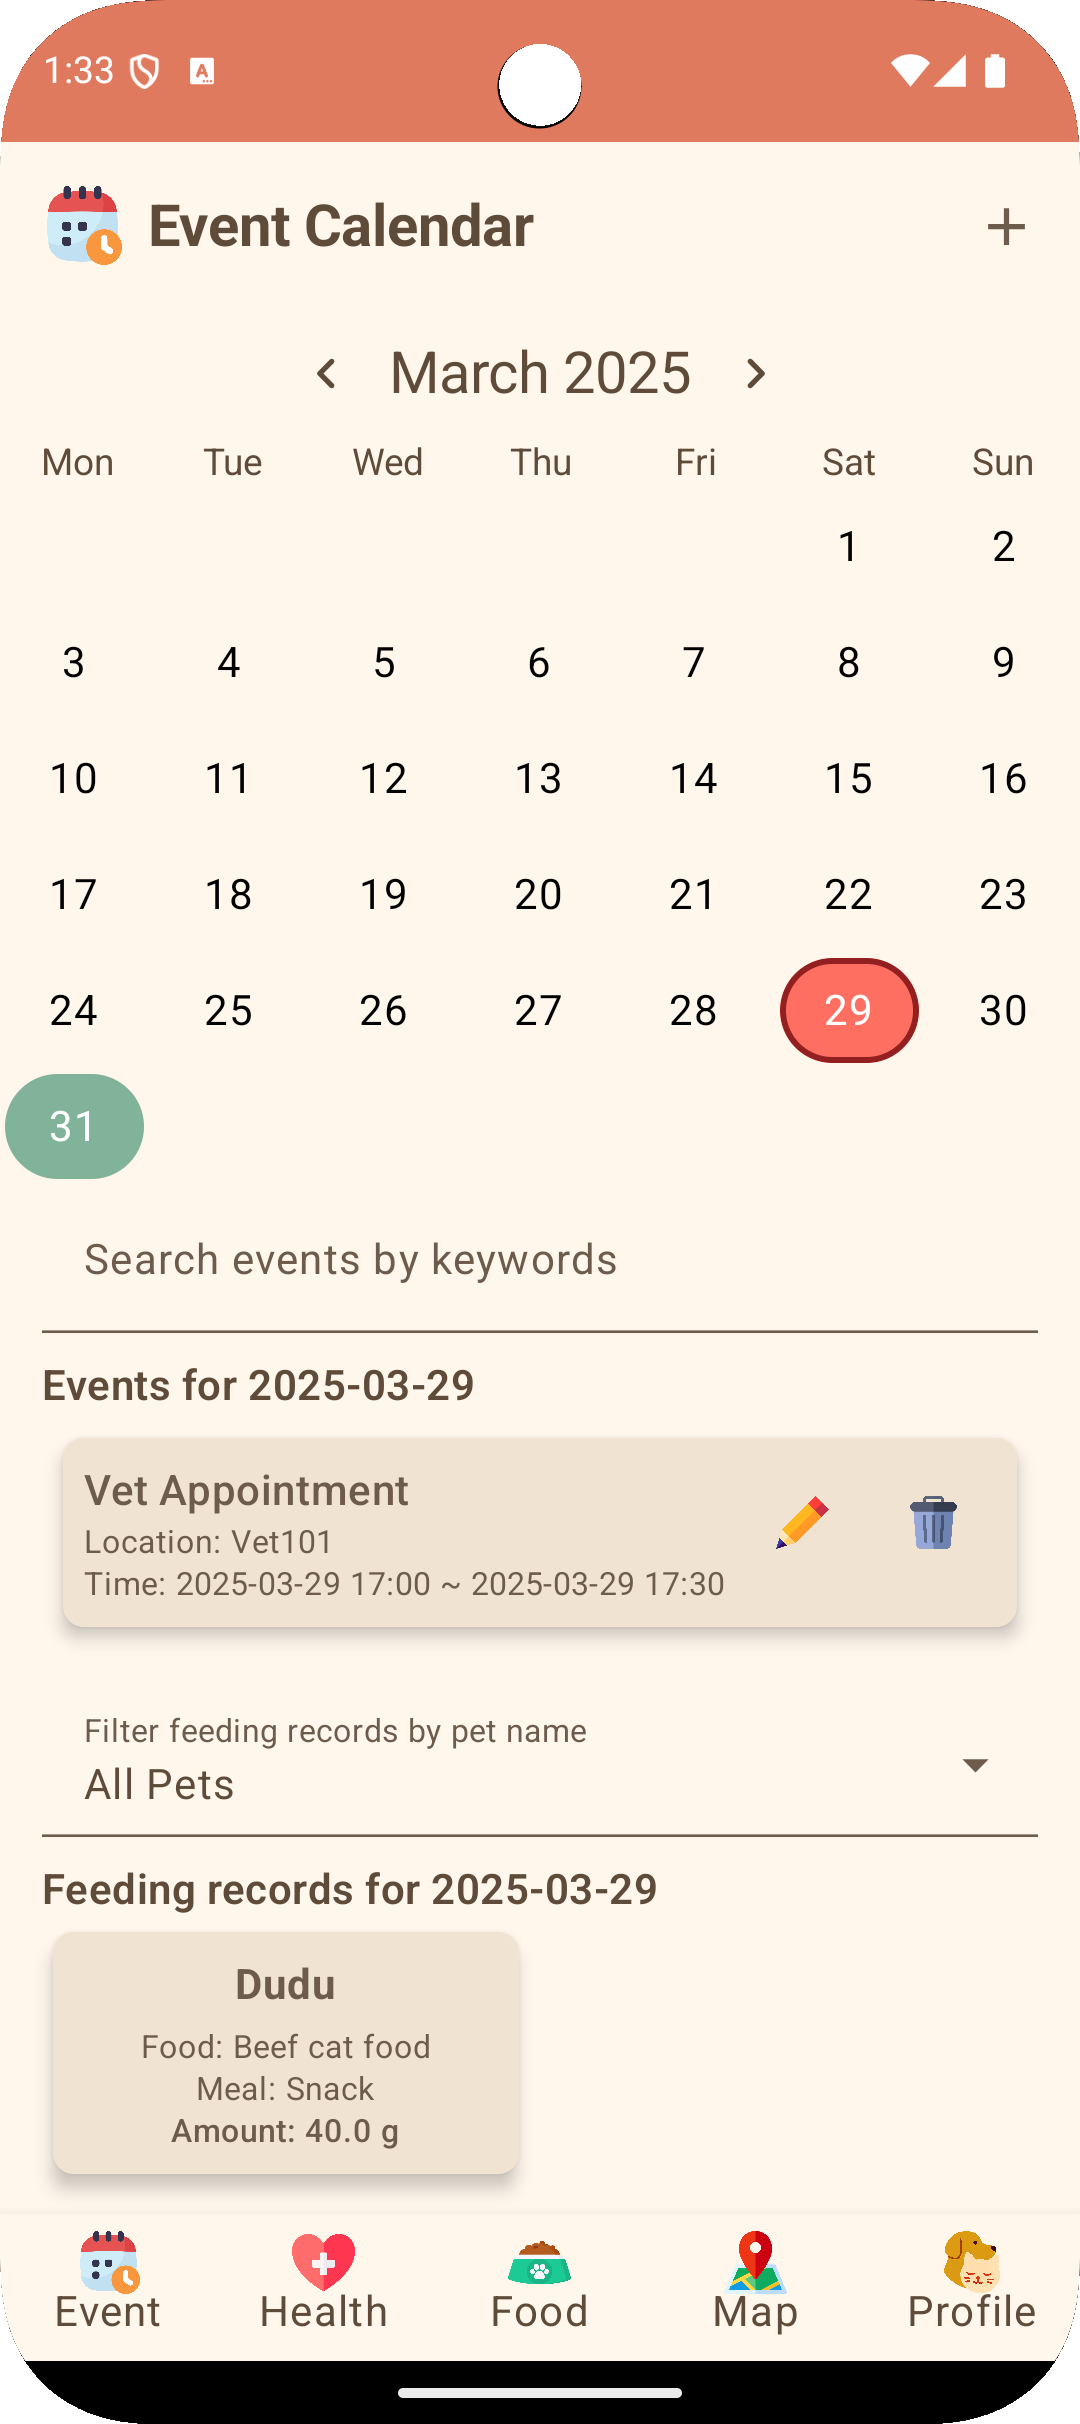 1:33
Event Calendar
March 2025
Mon Tue Wed Thu Fri Sat Sun
1 2
3 4 5 6 7 8 9
10 11 12 13 14 15 16
17 18 19 20 21 22 23
24 25 26 27 28 29 30
31
Search events by keywords
Events for 2025-03-29
Vet Appointment
Location: Vet101
Time: 2025-03-29 17:00 ~ 2025-03-29 17:30
Filter feeding records by pet name
All Pets
Feeding records for 2025-03-29
Dudu
Food: Beef cat food
Meal: Snack
Amount: 40.0 g
Event Health Food Map Profile